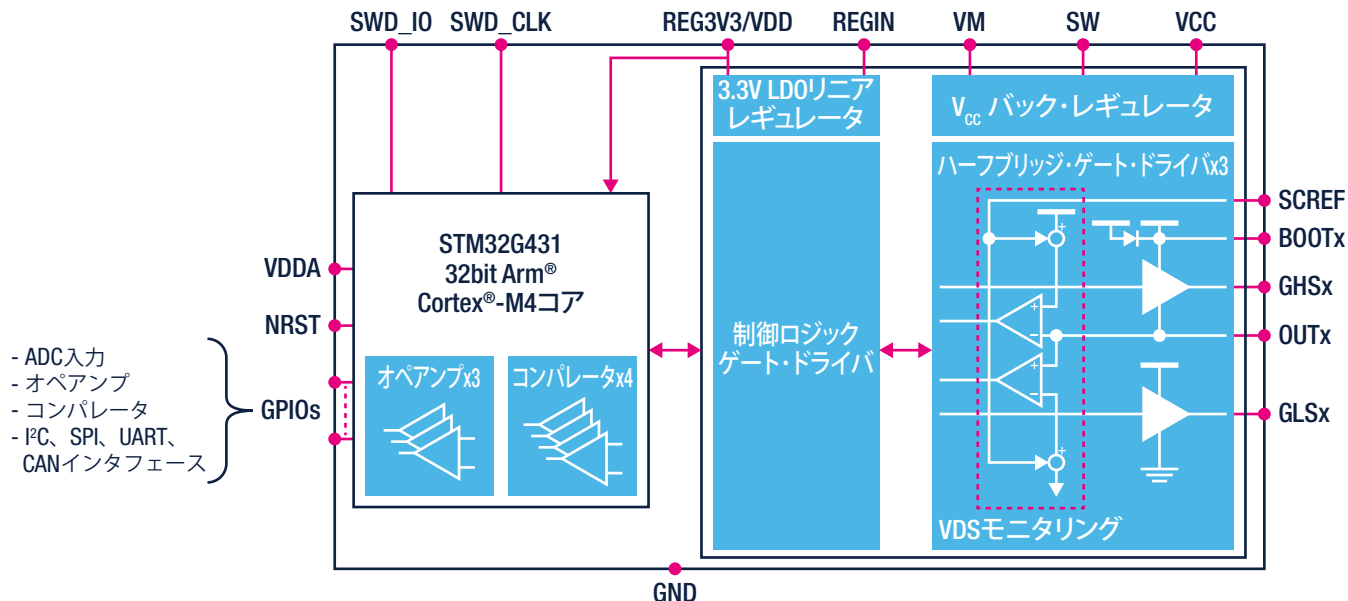 SWD_IO
SWD_CLK
REG3V3/VDD
REGIN
VM
SW
VCC
3.3V LDOリニア
レギュレータ
VCC バック・レギュレータ
ハーフブリッジ・ゲート・ドライバx3
SCREF
BOOTx
GHSx
OUTx
GLSx
STM32G431
32bit Arm®
Cortex®-M4コア
VDDA
NRST
GPIOs
- ADC入力
- オペアンプ
- コンパレータ
- I²C、SPI、UART、
CANインタフェース
オペアンプx3
コンパレータx4
制御ロジック
ゲート・ドライバ
+
+
−
+
−
+
VDSモニタリング
GND